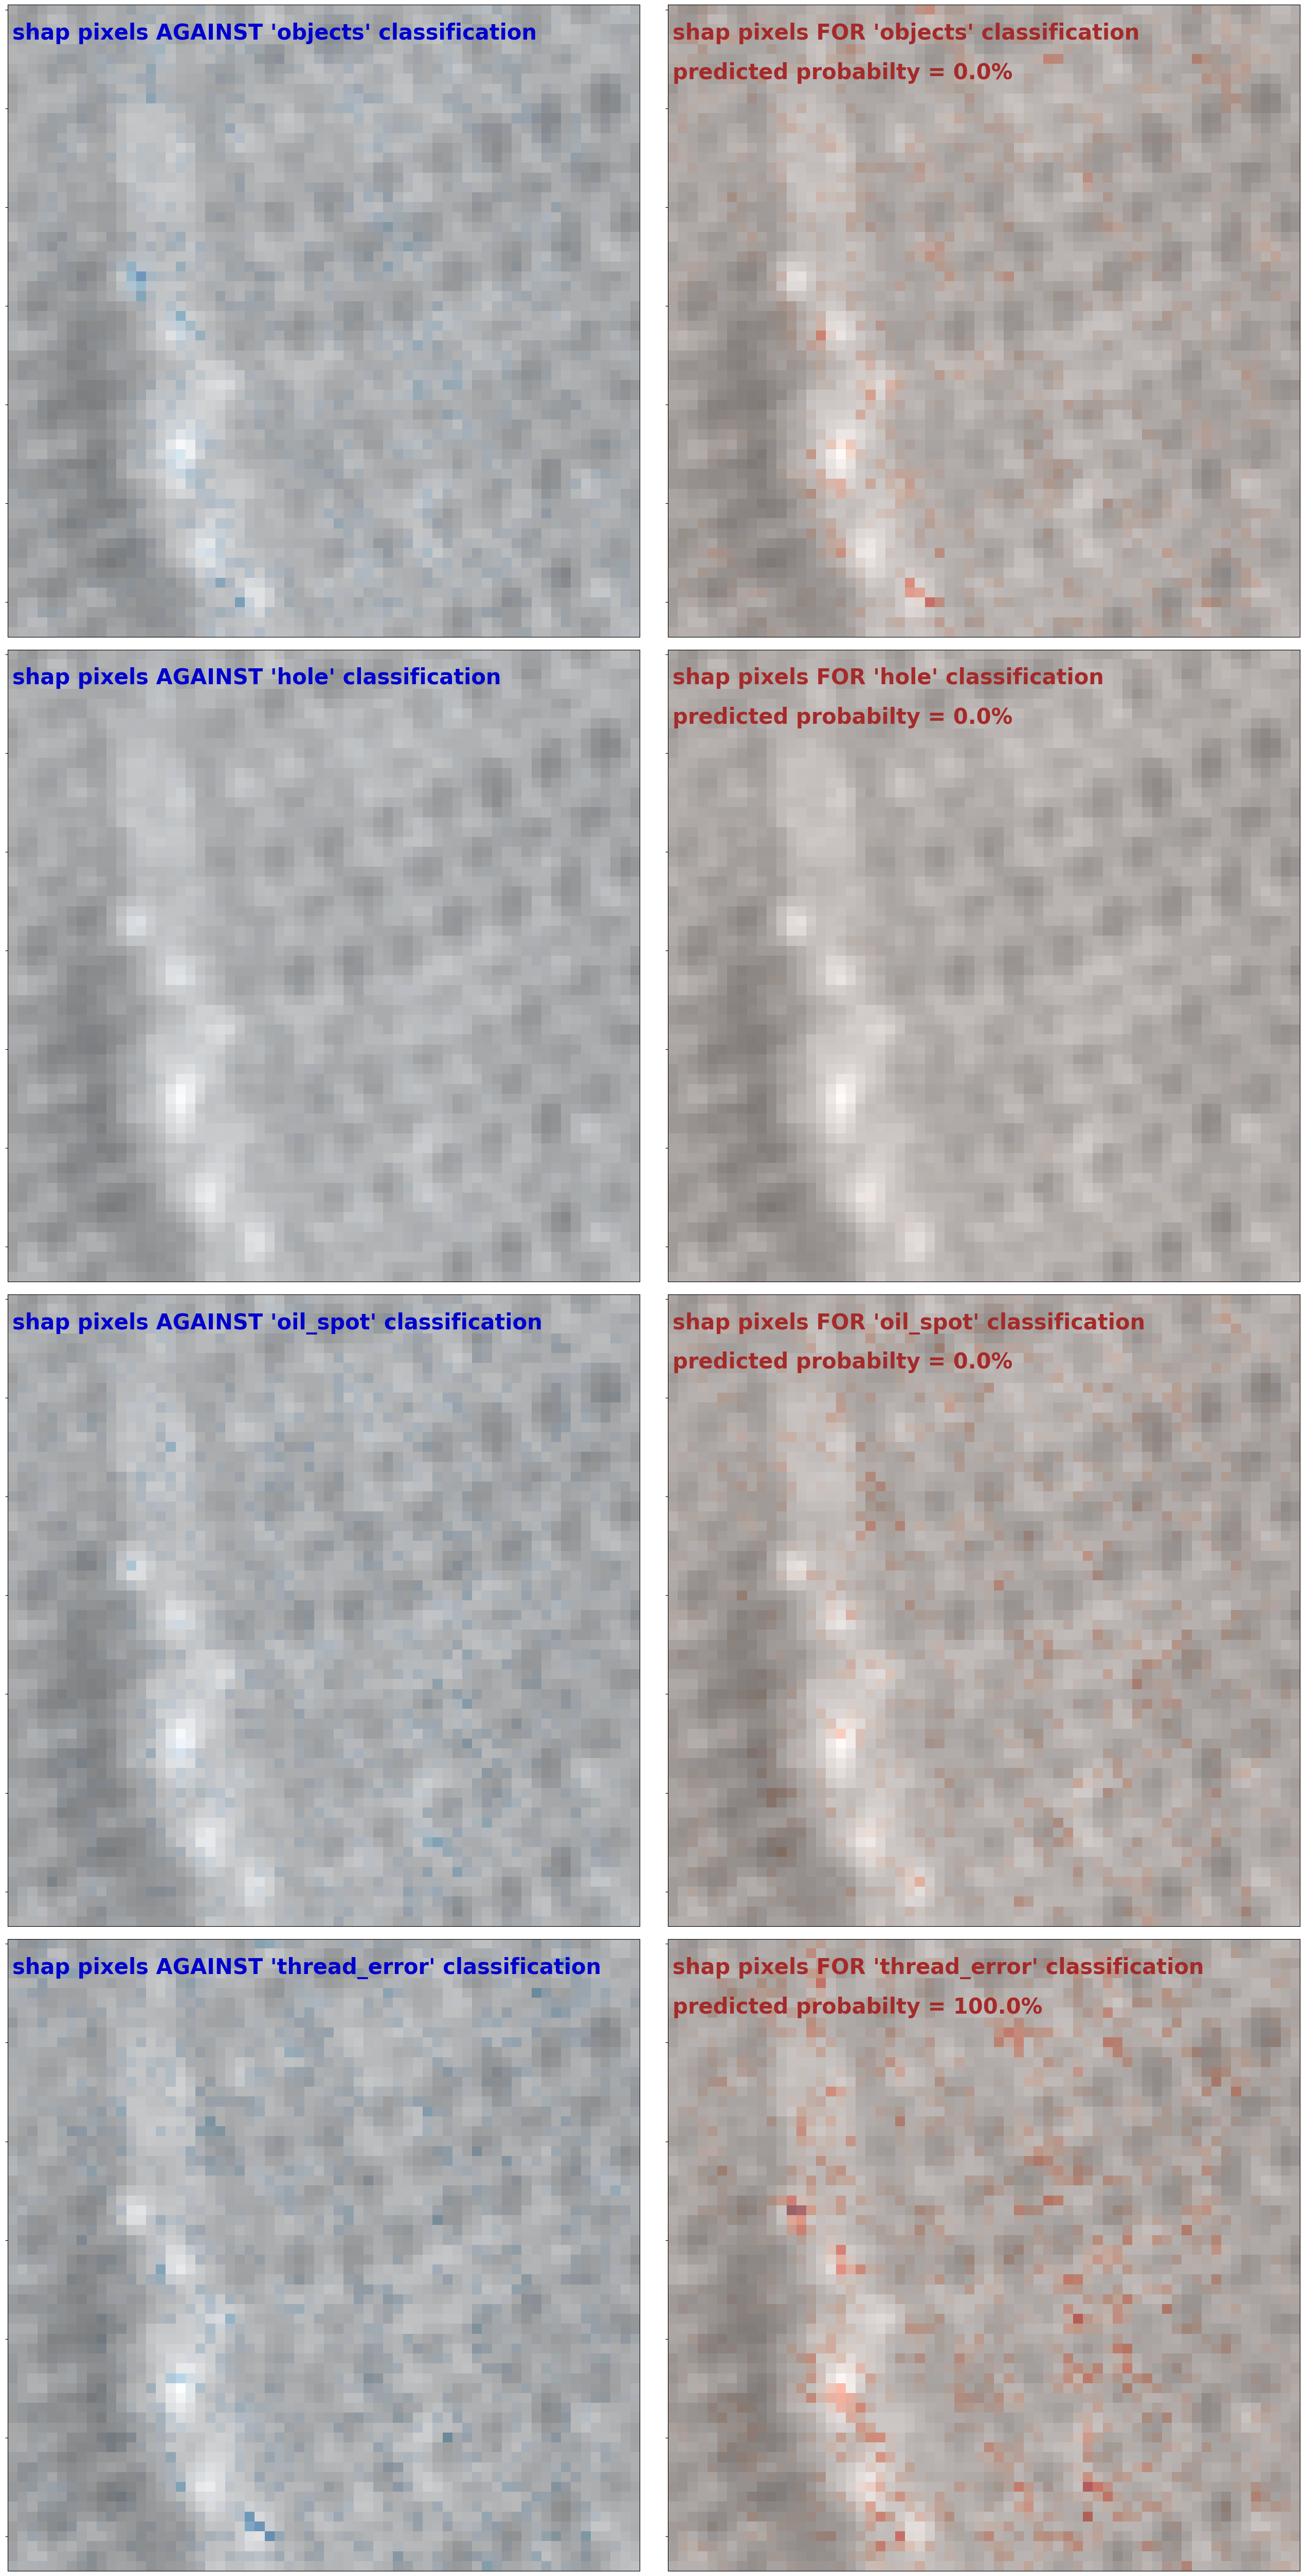 shap pixels AGAINST 'objects' classification
shap pixels FOR 'objects' classification
predicted probabilty = 0.0%
shap pixels AGAINST 'hole' classification
shap pixels FOR 'hole' classification
predicted probabilty = 0.0%
shap pixels AGAINST 'oil_spot' classification
shap pixels FOR 'oil_spot' classification
predicted probabilty = 0.0%
shap pixels AGAINST 'thread_error' classification
shap pixels FOR 'thread_error' classification
predicted probabilty = 100.0%